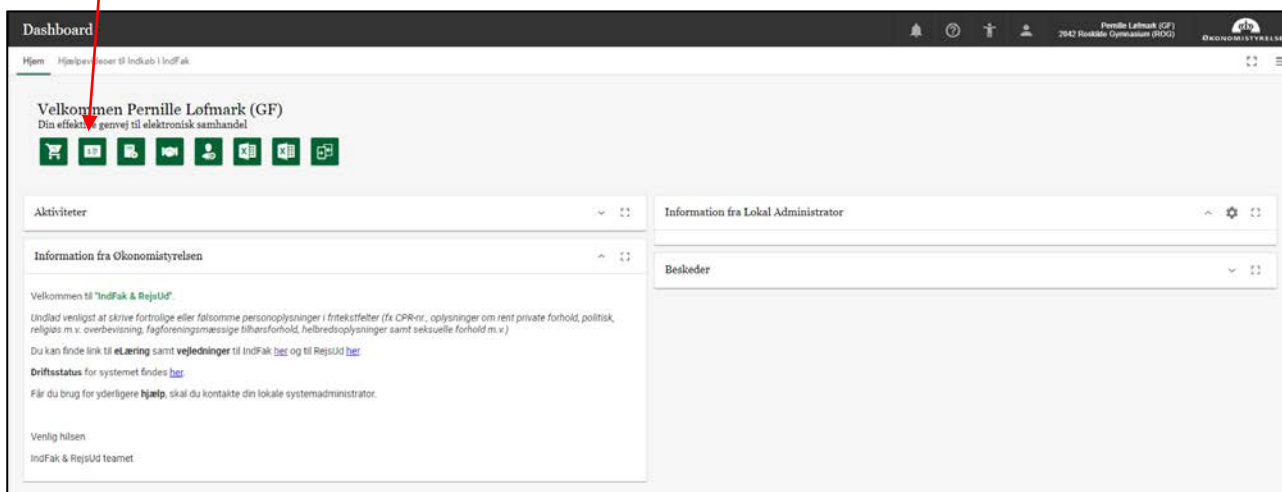 Dashboard
Pernille Løfmark (GF)
2042 Roskilde Gymnasium (ROG)
ØKONOMISTYRELSE
Hjem Hjælpevideoer til Indkøb i IndFak
Velkommen Pernille Løfmark (GF)
Din effektive genvej til elektronisk samhandel
Aktiviteter
Information fra Økonomistyrelsen
Velkommen til "IndFak & RejsUd".
Undlad venligst at skrive fortrolige eller følsomme personoplysninger i fritekstfelter (fx CPR-nr., oplysninger om rent private forhold, politisk,
religiøs m.v. overbevisning, fagforeningsmæssige tilhørsforhold, helbredsoplysninger samt seksuelle forhold m.v.)
Du kan finde link til eLæring samt vejledninger til IndFak her og til RejsUd her.
Driftsstatus for systemet findes her.
Får du brug for yderligere hjælp, skal du kontakte din lokale systemadministrator.
Venlig hilsen
IndFak & RejsUd teamet
Information fra Lokal Administrator
Beskeder